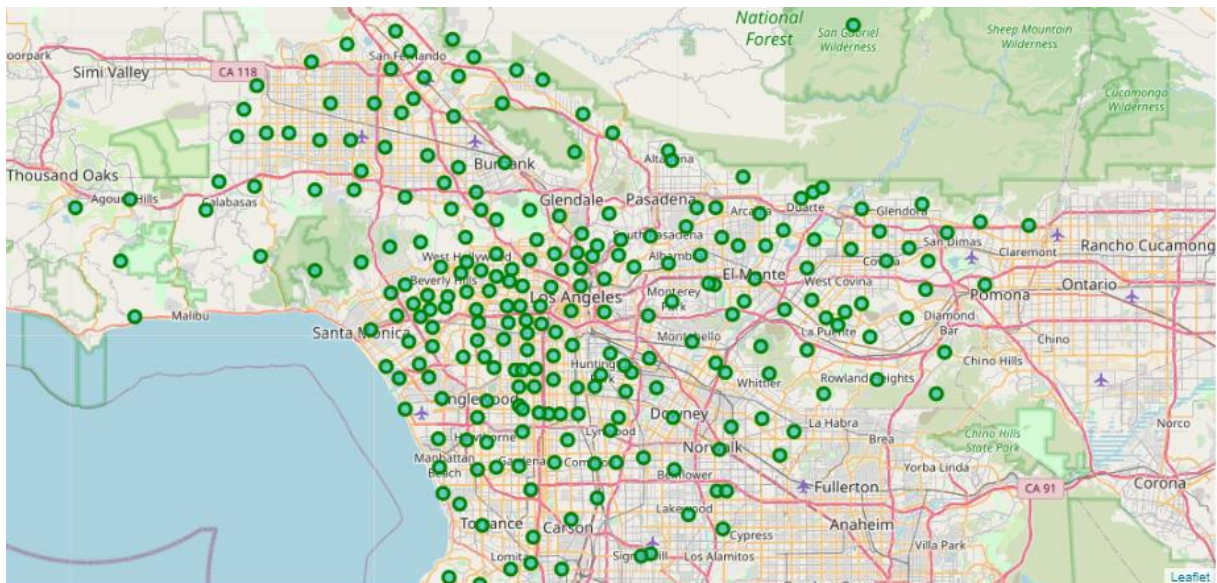 National
Forest
San Gabriel
Wilderness
Sheep Mountain
Wilderness
Cucamonga
Wilderness
Simi Valley
CA 118
San Fernando
Burbank
Altadena
Thousand Oaks
Agoura Hills
Calabasas
Glendale
Pasadena
Arcadia
Duarte
Glendora
South Pasadena
San Dimas
Claremont
Rancho Cucamong
West Hollywood
Beverly Hills
Alhambra
El Monte
West Covina
Covina
Pomona
Ontario
Los Angeles
Monterey
Park
Malibu
Santa Monica
Montebello
La Puente
Diamond
Bar
Chino
Chino Hills
Huntington
Park
Whittier
Rowland Heights
Inglewood
Downey
La Habra
Brea
Chino Hills
State Park
Norco
Hawthorne
Lynwood
Norwalk
Manhattan
Beach
Gardena
Compton
Bellflower
Yorba Linda
Fullerton
CA 91
Corona
Torrance
Carson
Lakewood
Cypress
Anaheim
Villa Park
Lomita
Signal Hill
Los Alamitos
Leaflet